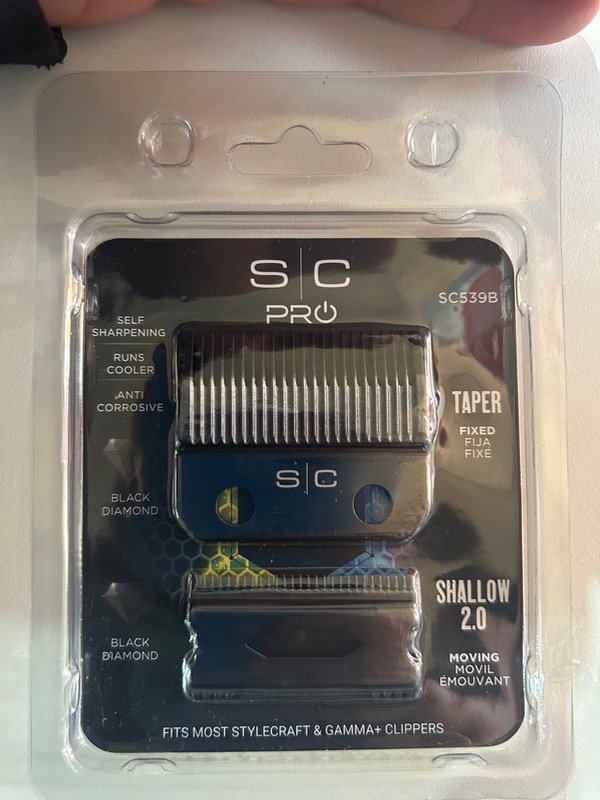 S|C
PRO
SC539B
SELF
SHARPENING
RUNS
COOLER
ANTI
CORROSIVE
TAPER
FIXED
FIJA
FIXÉ
S|C
BLACK
DIAMOND
SHALLOW
2.0
BLACK
DIAMOND
MOVING
MOVIL
ÉMOUVANT
FITS MOST STYLECRAFT & GAMMA+ CLIPPERS